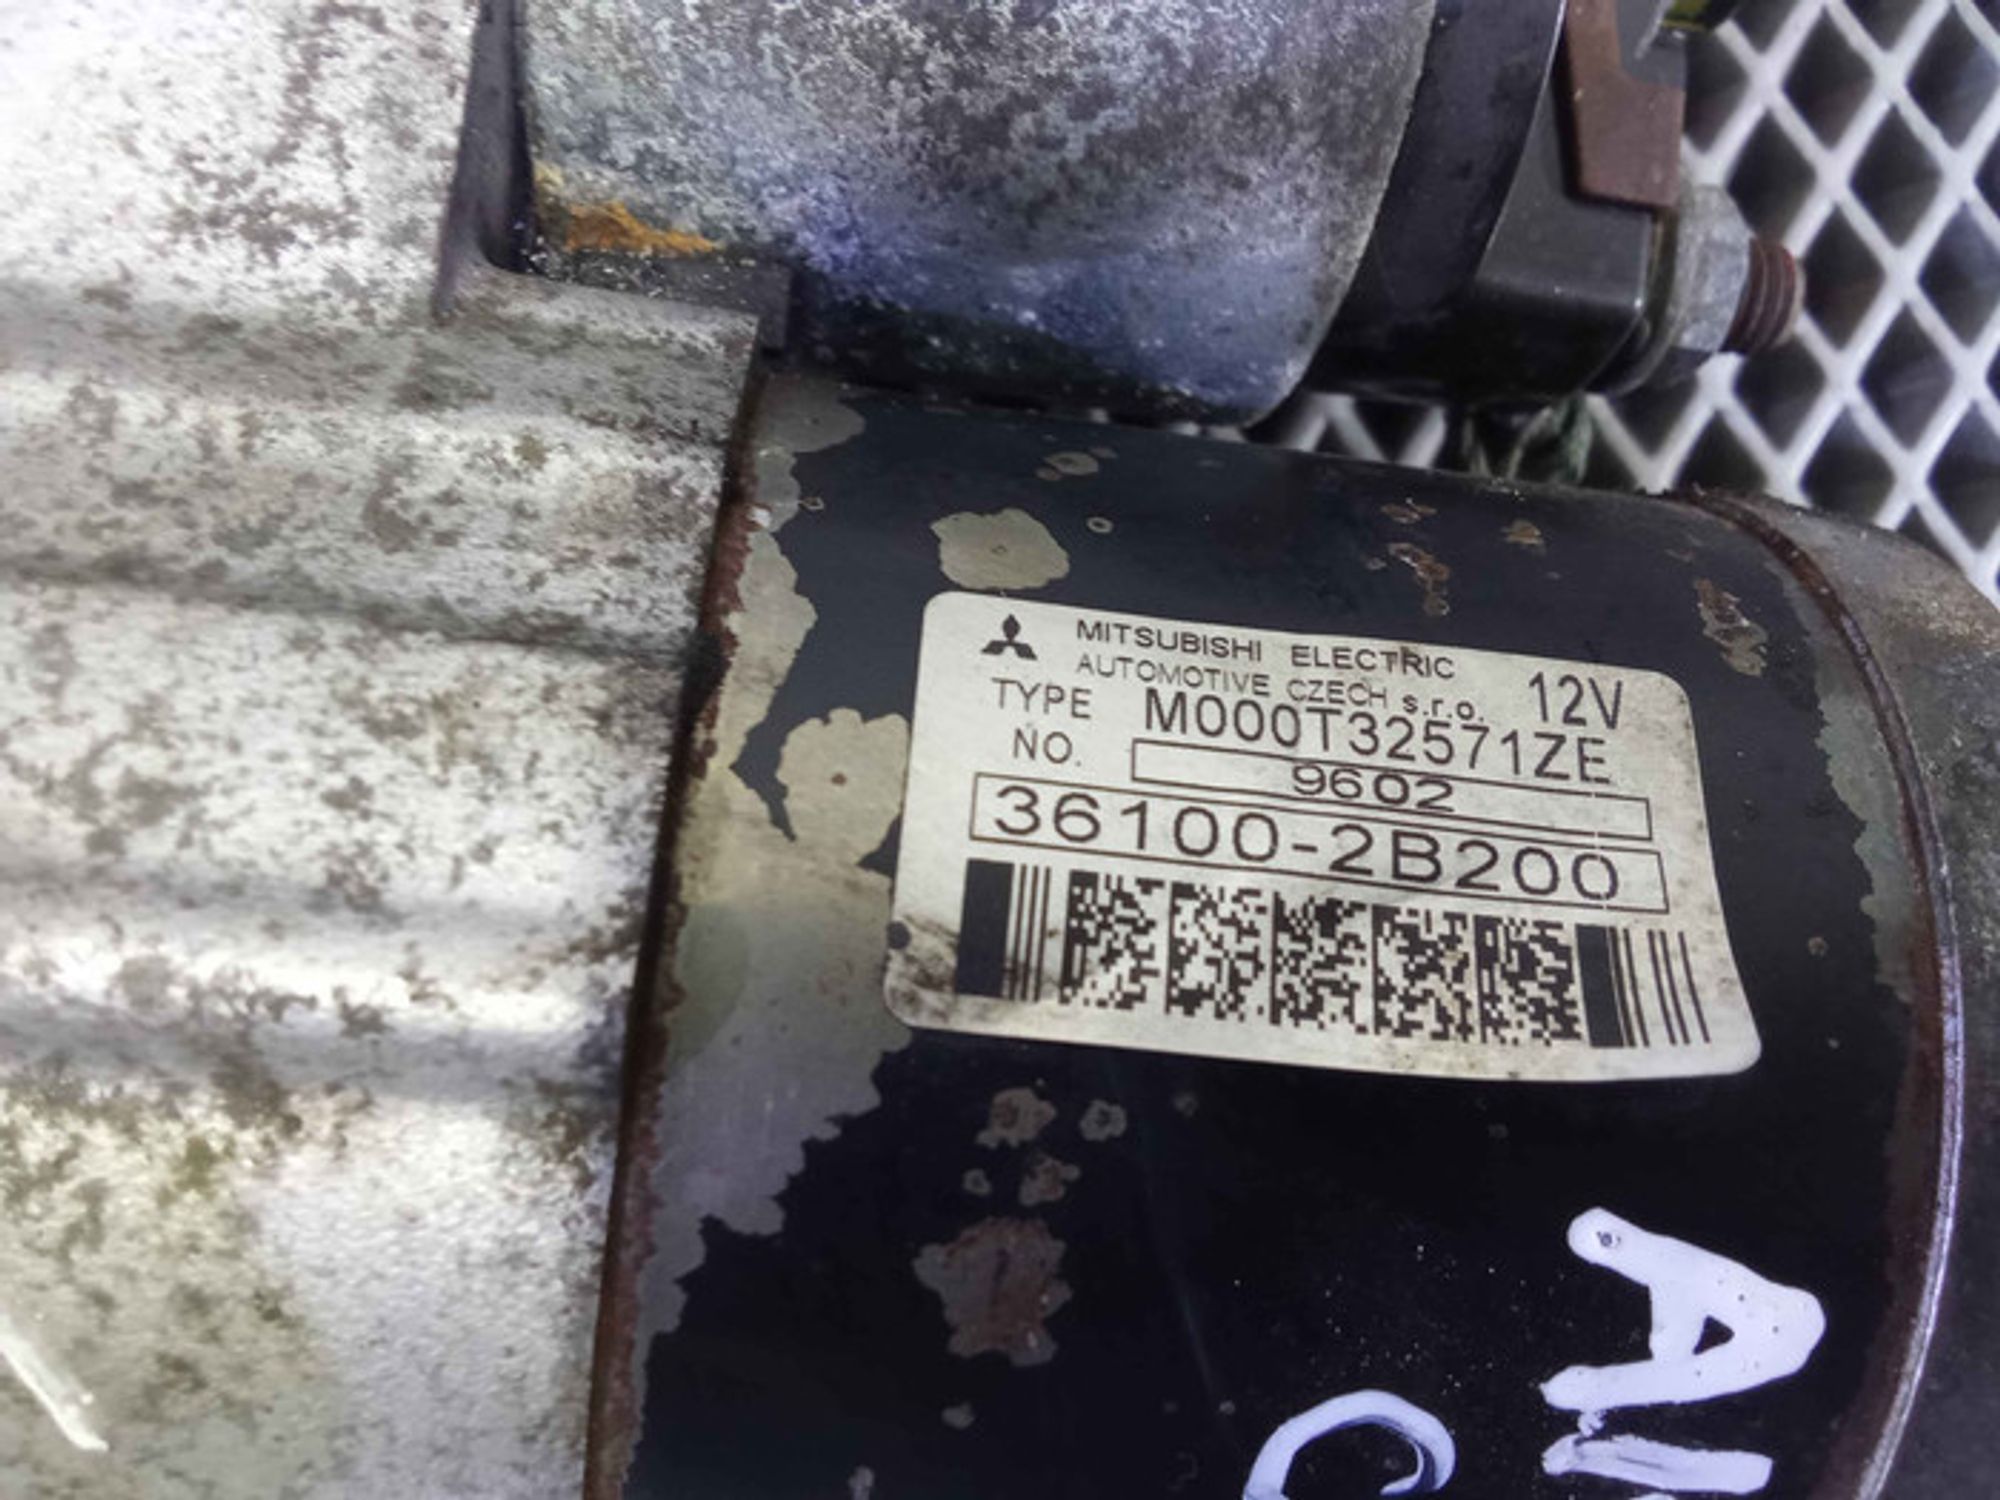 MITSUBISHI ELECTRIC
AUTOMOTIVE CZECH s.r.o. 12V
TYPE M000T32571ZE
NO. 9602
36100-2B200
A
C